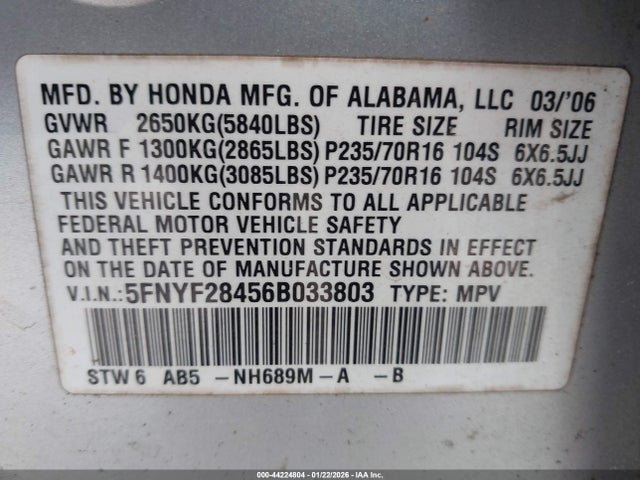 MFD. BY HONDA MFG. OF ALABAMA, LLC 03/'06
GVWR 2650KG(5840LBS) TIRE SIZE RIM SIZE
GAWR F 1300KG(2865LBS) P235/70R16 104S 6X6.5JJ
GAWR R 1400KG(3085LBS) P235/70R16 104S 6X6.5JJ
THIS VEHICLE CONFORMS TO ALL APPLICABLE
FEDERAL MOTOR VEHICLE SAFETY
AND THEFT PREVENTION STANDARDS IN EFFECT
ON THE DATE OF MANUFACTURE SHOWN ABOVE.
V.I.N.:5FNYF28456B033803 TYPE: MPV
STW 6 AB5 -NH689M-A -B
000-44224804 | 01/22/2026 - IAA Inc.